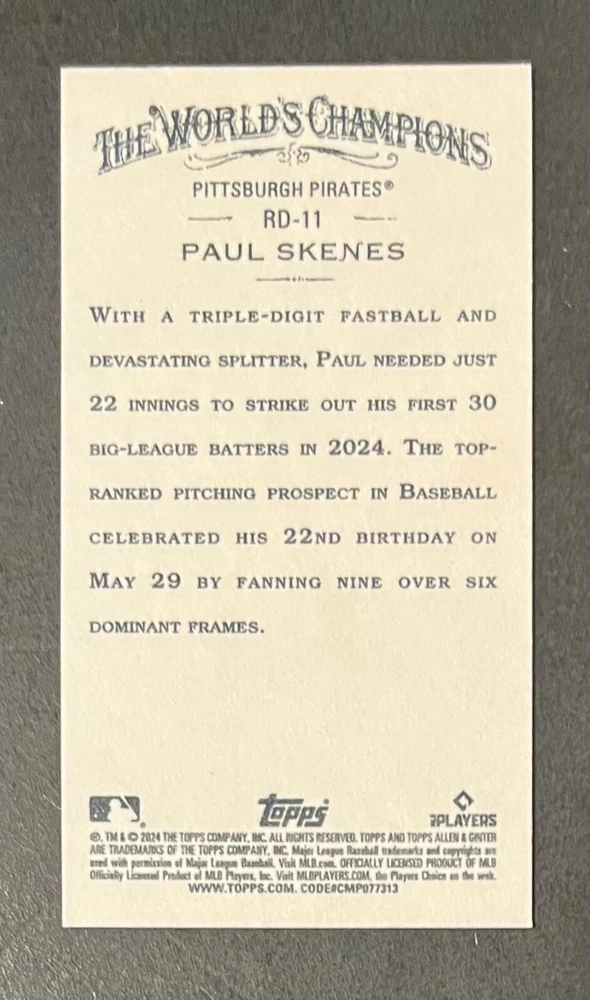 THE WORLD'S CHAMPIONS
PITTSBURGH PIRATES®
RD-11
PAUL SKENES
WITH A TRIPLE-DIGIT FASTBALL AND
DEVASTATING SPLITTER, PAUL NEEDED JUST
22 INNINGS TO STRIKE OUT HIS FIRST 30
BIG-LEAGUE BATTERS IN 2024. THE TOP-
RANKED PITCHING PROSPECT IN BASEBALL
CELEBRATED HIS 22ND BIRTHDAY ON
MAY 29 BY FANNING NINE OVER SIX
DOMINANT FRAMES.
Topps
PLAYERS
®, TM & © 2024 THE TOPPS COMPANY, INC. ALL RIGHTS RESERVED. TOPPS AND TOPPS ALLEN & GINTER
ARE TRADEMARKS OF THE TOPPS COMPANY, INC. Major League Baseball trademarks and copyrights are
used with permission of Major League Baseball. Visit MLB.com. OFFICIALLY LICENSED PRODUCT OF MLB
Officially Licensed Product of MLB Players, Inc. Visit MLBPLAYERS.COM, the Players Choice on the web.
WWW.TOPPS.COM. CODE#CMP077313